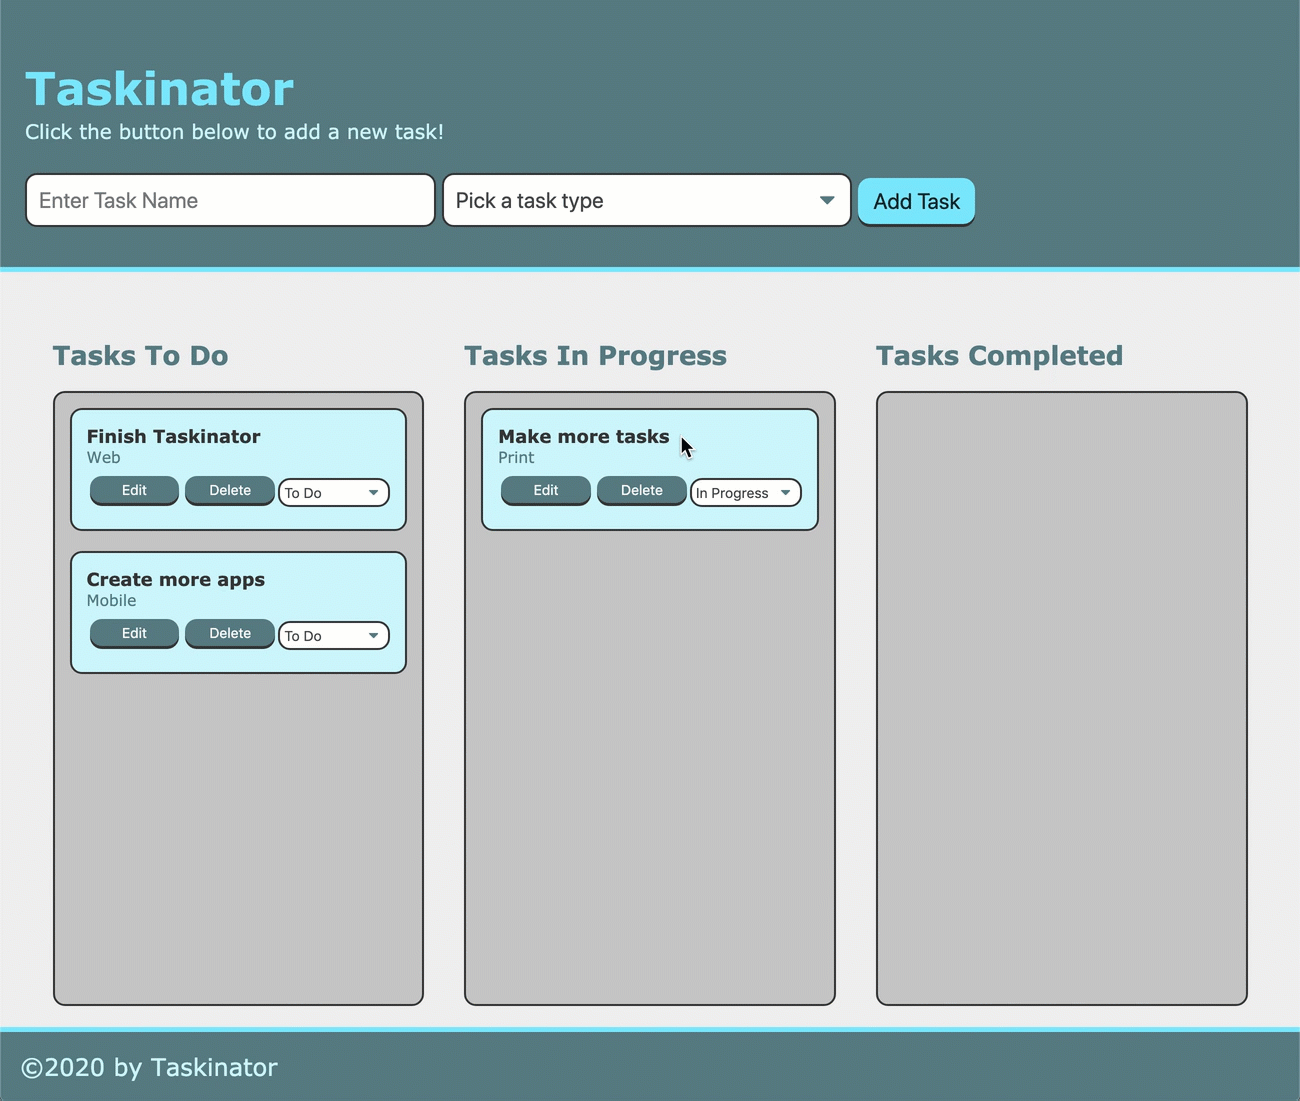 Taskinator
Click the button below to add a new task!
Enter Task Name
Pick a task type
Add Task
Tasks To Do
Finish Taskinator
Web
Edit
Delete
To Do
Create more apps
Mobile
Edit
Delete
To Do
Tasks In Progress
Make more tasks
Print
Edit
Delete
In Progress
Tasks Completed
©2020 by Taskinator